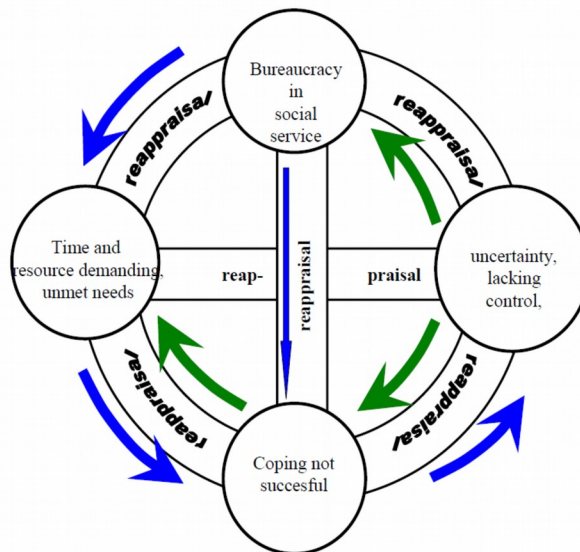 Bureaucracy
in
social
service
reappraisal
reappraisal
Time and
resource demanding,
unmet needs
reap-
reappraisal
praisal
uncertainty,
lacking
control,
reappraisal
reappraisal
Coping not
succesful